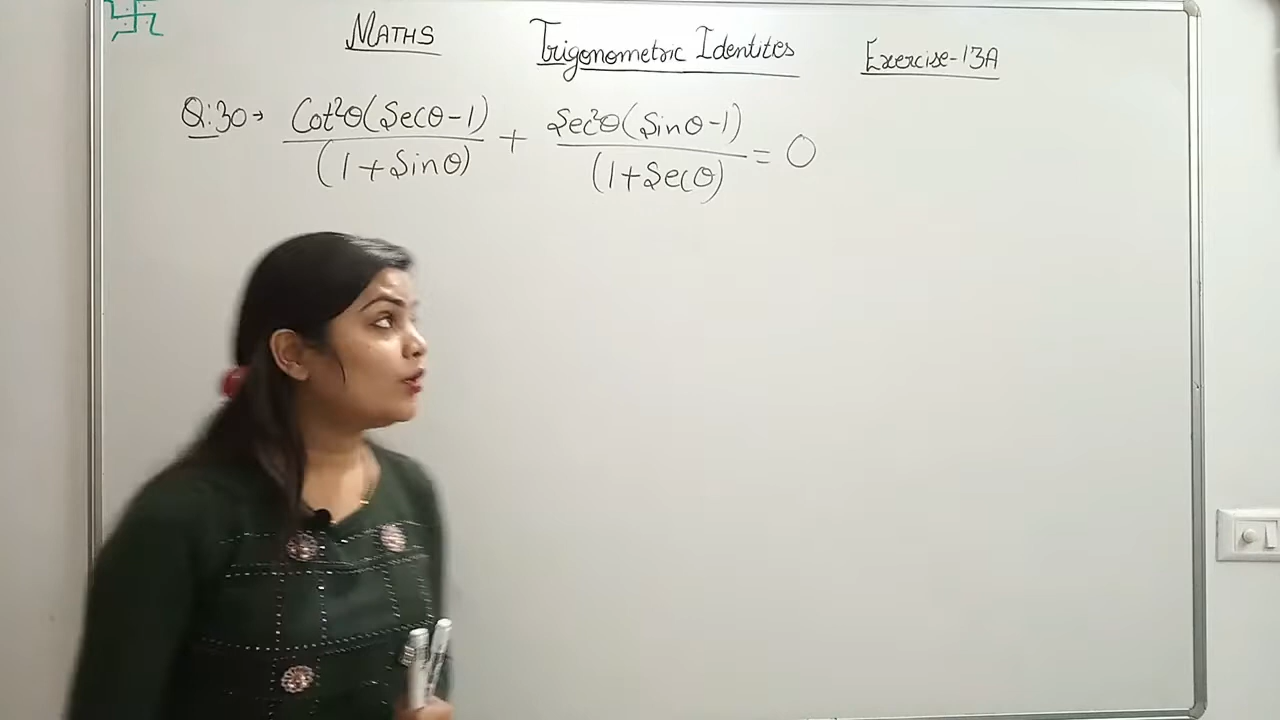 MATHS Trigonometric Identites Exercise-13A
Q:30→ Cot²θ(Secθ-1)/(1+Sinθ) + Sec²θ(Sinθ-1)/(1+Secθ) = 0